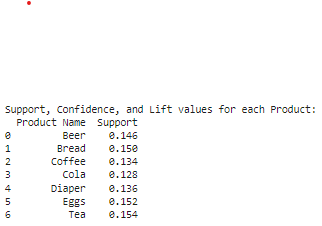 Support, Confidence, and Lift values for each Product:
Product Name Support
0 Beer 0.146
1 Bread 0.150
2 Coffee 0.134
3 Cola 0.128
4 Diaper 0.136
5 Eggs 0.152
6 Tea 0.154